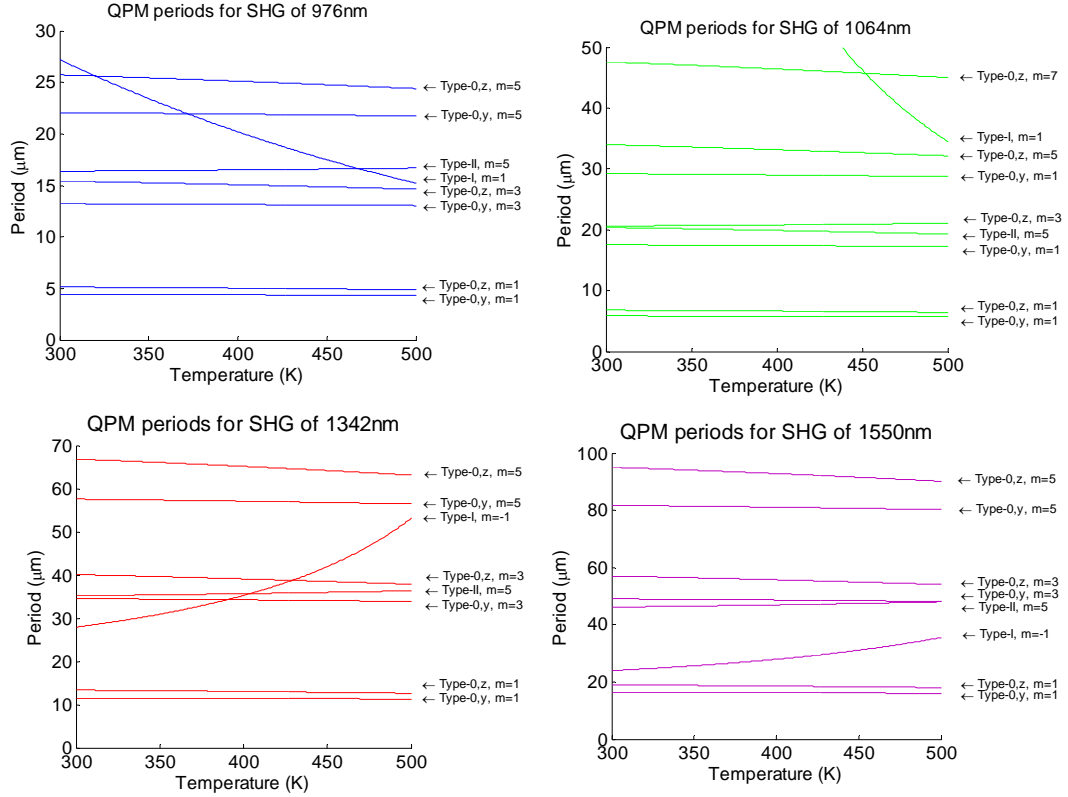 QPM periods for SHG of 976nm
30
25
20
15
10
5
0
Period (μm)
300
350
400
450
500
Temperature (K)
← Type-0,z, m=5
← Type-0,y, m=5
← Type-II, m=5
← Type-I, m=1
← Type-0,z, m=3
← Type-0,y, m=3
← Type-0,z, m=1
← Type-0,y, m=1
QPM periods for SHG of 1064nm
50
40
30
20
10
0
Period (μm)
300
350
400
450
500
Temperature (K)
← Type-0,z, m=7
← Type-I, m=1
← Type-0,z, m=5
← Type-0,y, m=1
← Type-0,z, m=3
← Type-II, m=5
← Type-0,y, m=1
← Type-0,z, m=1
← Type-0,y, m=1
QPM periods for SHG of 1342nm
70
60
50
40
30
20
10
0
Period (μm)
300
350
400
450
500
Temperature (K)
← Type-0,z, m=5
← Type-0,y, m=5
← Type-I, m=-1
← Type-0,z, m=3
← Type-II, m=5
← Type-0,y, m=3
← Type-0,z, m=1
← Type-0,y, m=1
QPM periods for SHG of 1550nm
100
80
60
40
20
0
Period (μm)
300
350
400
450
500
Temperature (K)
← Type-0,z, m=5
← Type-0,y, m=5
← Type-0,z, m=3
← Type-0,y, m=3
← Type-II, m=5
← Type-I, m=-1
← Type-0,z, m=1
← Type-0,y, m=1